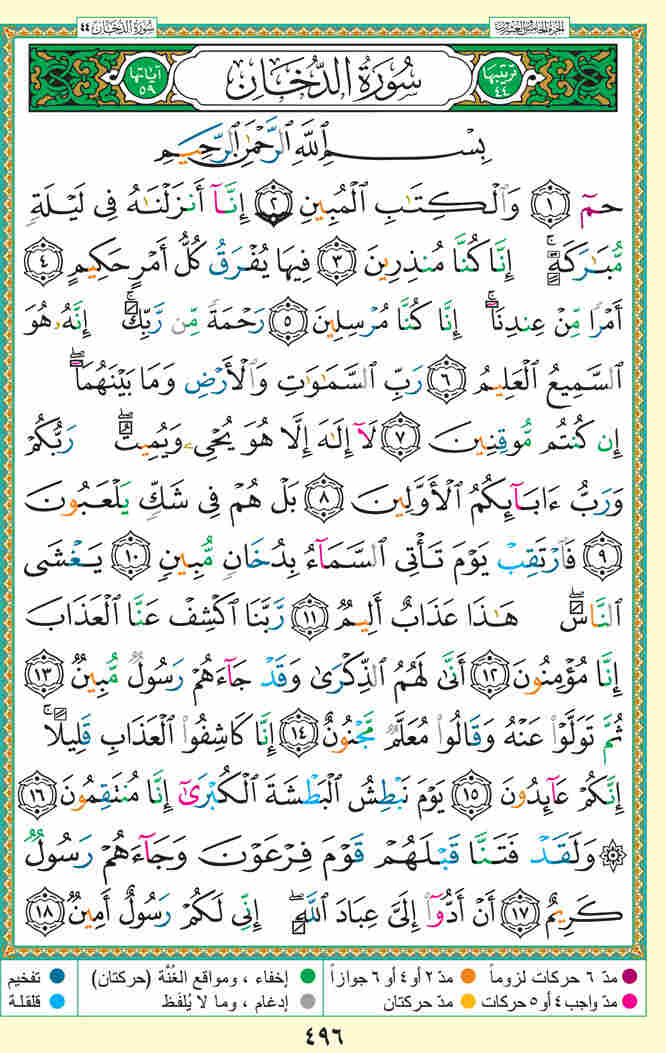 الجزء الخامس والعشرون
سُورَةُ الدُّخَان ٤٤
ترتيبها ٤٤
سُورَةُ الدُّخَانِ
آياتها ٥٩
بِسْمِ ٱللَّهِ ٱلرَّحْمَٰنِ ٱلرَّحِيمِ
حمٓ ١ وَٱلْكِتَٰبِ ٱلْمُبِينِ ٢ إِنَّآ أَنزَلْنَٰهُ فِى لَيْلَةٍ
مُّبَٰرَكَةٍ ۚ إِنَّا كُنَّا مُنذِرِينَ ٣ فِيهَا يُفْرَقُ كُلُّ أَمْرٍ حَكِيمٍ ٤
أَمْرًا مِّنْ عِندِنَآ ۚ إِنَّا كُنَّا مُرْسِلِينَ ٥ رَحْمَةً مِّن رَّبِّكَ ۚ إِنَّهُۥ هُوَ
ٱلسَّمِيعُ ٱلْعَلِيمُ ٦ رَبِّ ٱلسَّمَٰوَٰتِ وَٱلْأَرْضِ وَمَا بَيْنَهُمَآ ۖ
إِن كُنتُم مُّوقِنِينَ ٧ لَآ إِلَٰهَ إِلَّا هُوَ يُحْىِۦ وَيُمِيتُ ۖ رَبُّكُمْ
وَرَبُّ ءَابَآئِكُمُ ٱلْأَوَّلِينَ ٨ بَلْ هُمْ فِى شَكٍّ يَلْعَبُونَ
٩ فَٱرْتَقِبْ يَوْمَ تَأْتِى ٱلسَّمَآءُ بِدُخَانٍ مُّبِينٍ ١٠ يَغْشَى
ٱلنَّاسَ ۖ هَٰذَا عَذَابٌ أَلِيمٌ ١١ رَّبَّنَا ٱكْشِفْ عَنَّا ٱلْعَذَابَ
إِنَّا مُؤْمِنُونَ ١٢ أَنَّىٰ لَهُمُ ٱلذِّكْرَىٰ وَقَدْ جَآءَهُمْ رَسُولٌ مُّبِينٌ ١٣
ثُمَّ تَوَلَّوْا۟ عَنْهُ وَقَالُوا۟ مُعَلَّمٌ مَّجْنُونٌ ١٤ إِنَّا كَاشِفُوا۟ ٱلْعَذَابِ قَلِيلًا ۚ
إِنَّكُمْ عَآئِدُونَ ١٥ يَوْمَ نَبْطِشُ ٱلْبَطْشَةَ ٱلْكُبْرَىٰٓ إِنَّا مُنتَقِمُونَ ١٦
۞ وَلَقَدْ فَتَنَّا قَبْلَهُمْ قَوْمَ فِرْعَوْنَ وَجَآءَهُمْ رَسُولٌ
كَرِيمٌ ١٧ أَنْ أَدُّوٓا۟ إِلَىَّ عِبَادَ ٱللَّهِ ۖ إِنِّى لَكُمْ رَسُولٌ أَمِينٌ ١٨
مدّ ٦ حركات لزوماً
مدّ ٢ أو ٤ أو ٦ جوازاً
إخفاء ، ومواقع الغُنَّة (حركتان)
تفخيم
مدّ واجب ٤ أو ٥ حركات
مدّ حركتان
إدغام ، وما لا يُلفَظ
قلقلة
٤٩٦